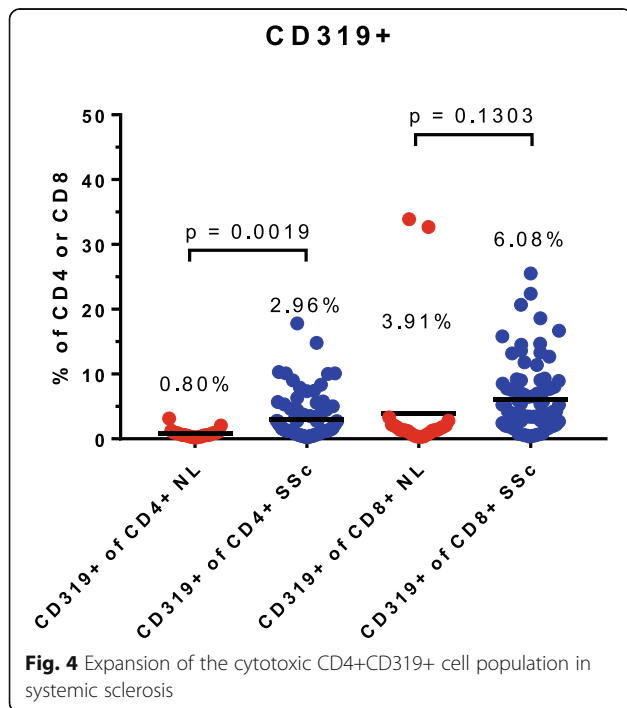 CD319+
% of CD4 or CD8
50
40
30
20
10
0
p = 0.0019
p = 0.1303
0.80%
2.96%
3.91%
6.08%
CD319+ of CD4+ NL
CD319+ of CD4+ SSc
CD319+ of CD8+ NL
CD319+ of CD8+ SSc
Fig. 4 Expansion of the cytotoxic CD4+CD319+ cell population in
systemic sclerosis